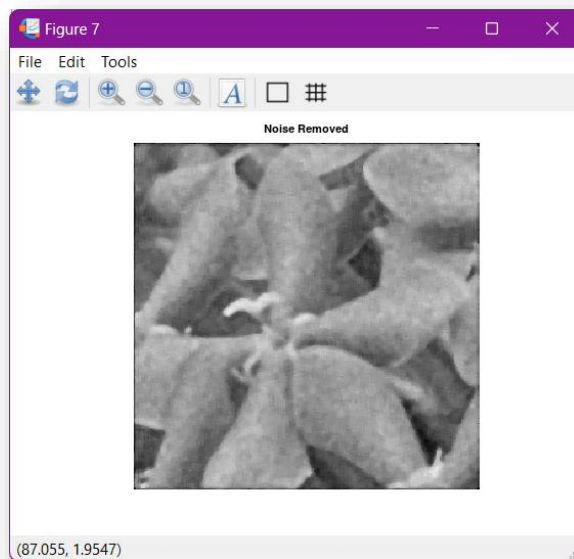 Figure 7
File Edit Tools
A
Noise Removed
(87.055, 1.9547)